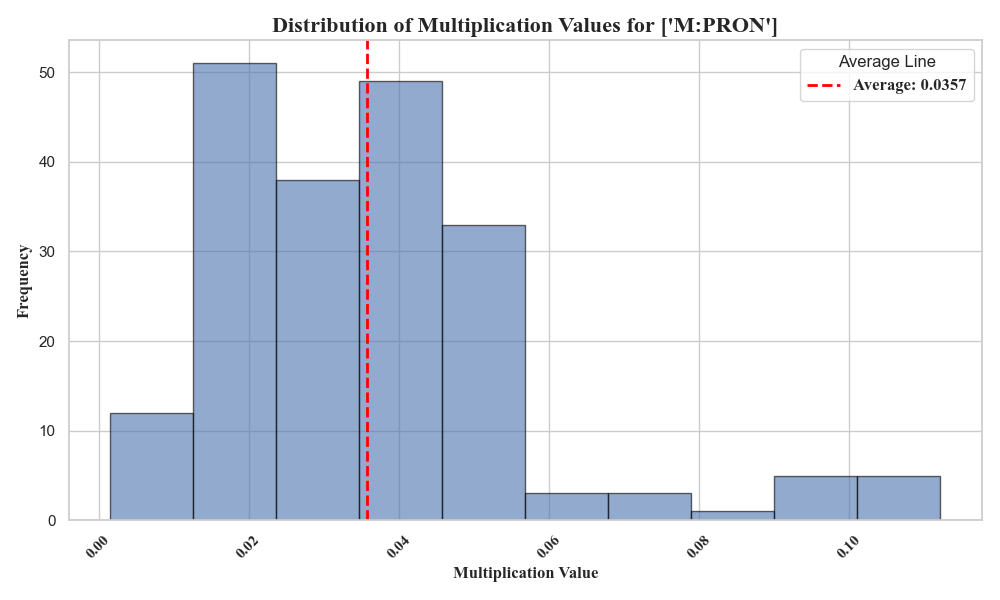 Distribution of Multiplication Values for ['M:PRON']
Average Line
Average: 0.0357
Frequency
50
40
30
20
10
0
0.00
0.02
0.04
0.06
0.08
0.10
Multiplication Value